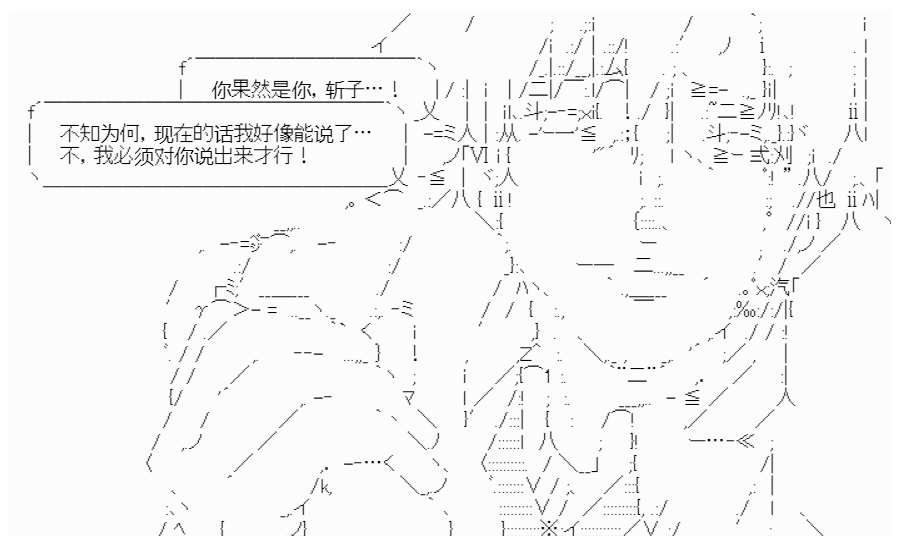 你果然是你, 斩子…！
不知为何, 现在的话我好像能说了…
不, 我必须对你说出来才行！